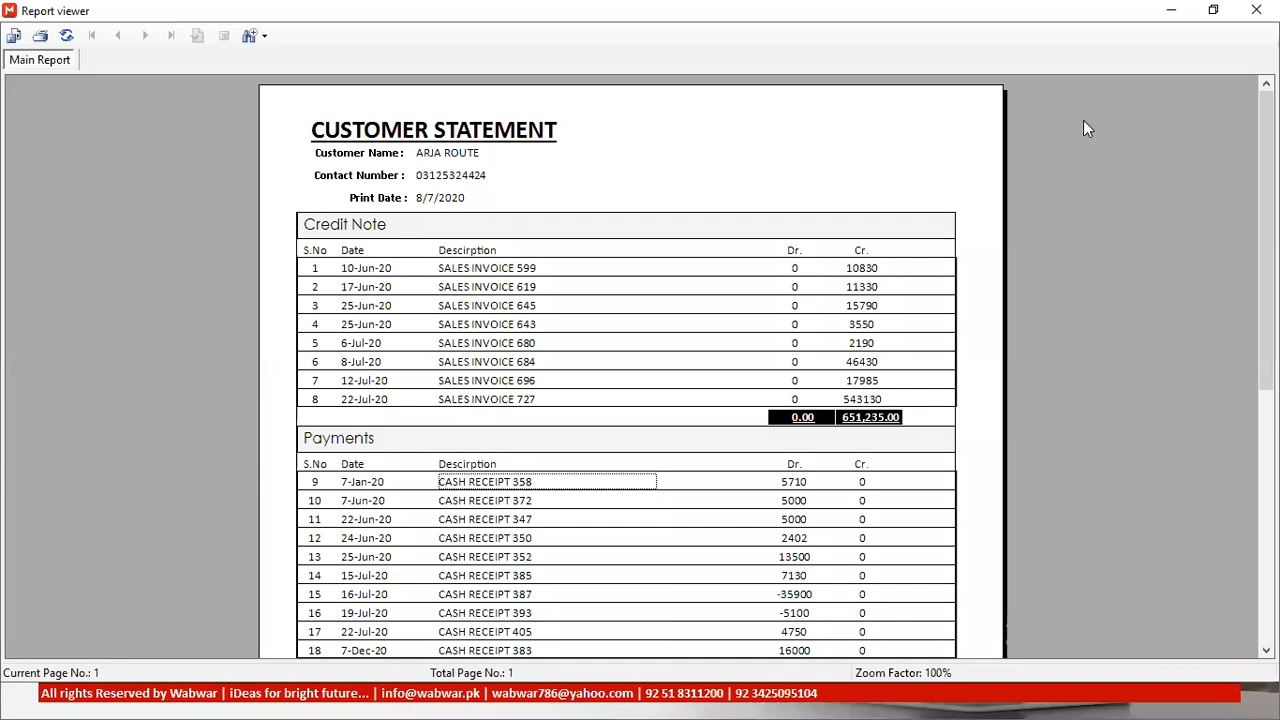 Report viewer
Main Report
CUSTOMER STATEMENT
Customer Name : ARJA ROUTE
Contact Number : 03125324424
Print Date : 8/7/2020
Credit Note
S.No Date Descirption Dr. Cr.
1 10-Jun-20 SALES INVOICE 599 0 10830
2 17-Jun-20 SALES INVOICE 619 0 11330
3 25-Jun-20 SALES INVOICE 645 0 15790
4 25-Jun-20 SALES INVOICE 643 0 3550
5 6-Jul-20 SALES INVOICE 680 0 2190
6 8-Jul-20 SALES INVOICE 684 0 46430
7 12-Jul-20 SALES INVOICE 696 0 17985
8 22-Jul-20 SALES INVOICE 727 0 543130
0.00 651,235.00
Payments
S.No Date Descirption Dr. Cr.
9 7-Jan-20 CASH RECEIPT 358 5710 0
10 7-Jun-20 CASH RECEIPT 372 5000 0
11 22-Jun-20 CASH RECEIPT 347 5000 0
12 24-Jun-20 CASH RECEIPT 350 2402 0
13 25-Jun-20 CASH RECEIPT 352 13500 0
14 15-Jul-20 CASH RECEIPT 385 7130 0
15 16-Jul-20 CASH RECEIPT 387 -35900 0
16 19-Jul-20 CASH RECEIPT 393 -5100 0
17 22-Jul-20 CASH RECEIPT 405 4750 0
18 7-Dec-20 CASH RECEIPT 383 16000 0
Current Page No.: 1 Total Page No.: 1 Zoom Factor: 100%
All rights Reserved by Wabwar | iDeas for bright future... | info@wabwar.pk | wabwar786@yahoo.com | 92 51 8311200 | 92 3425095104